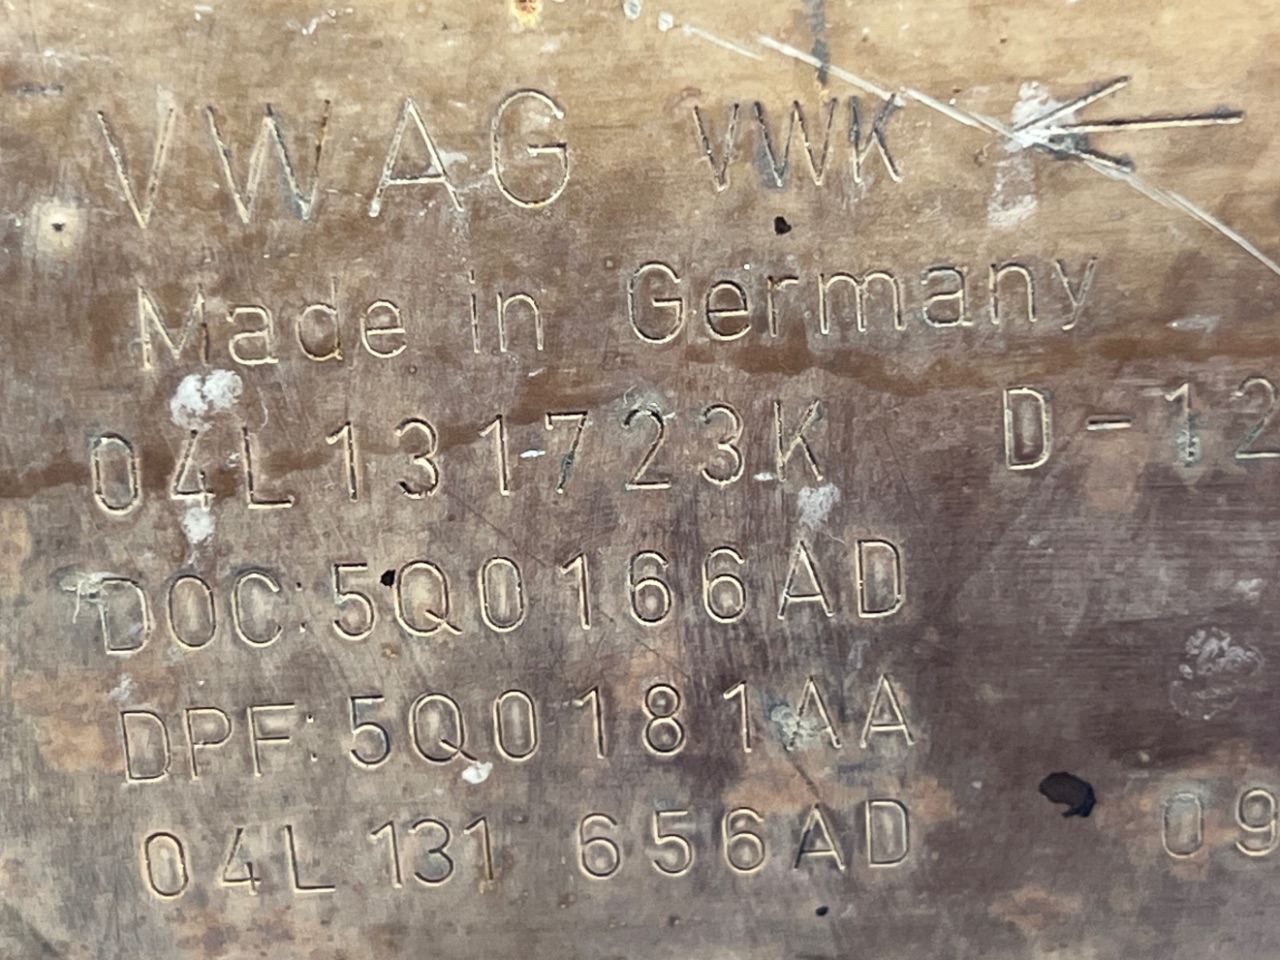 VWAG VWK
Made in Germany
04L131723K D-12
DOC:5Q0166AD
DPF:5Q0181AA
04L 131 656AD 09